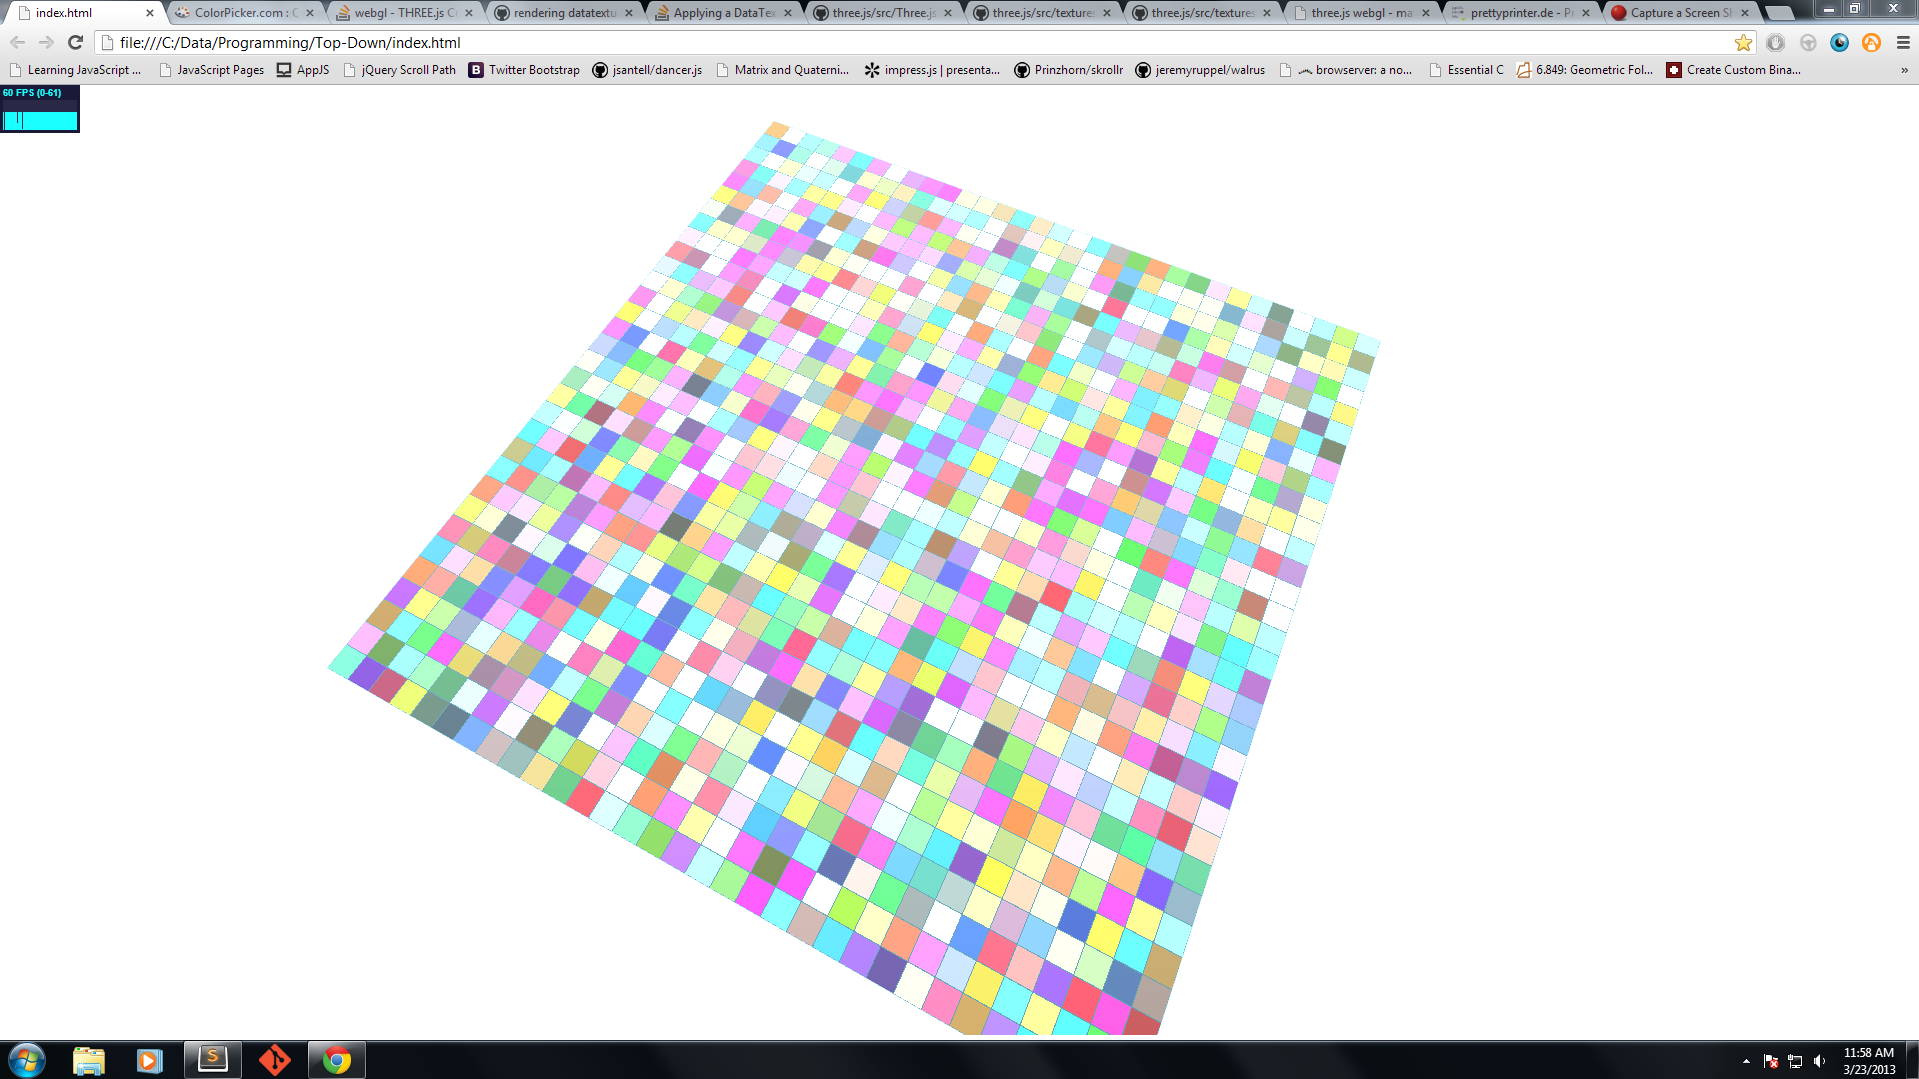 index.html
ColorPicker.com : C
webgl - THREE.js C
rendering datatextu
Applying a DataTex
three.js/src/Three.js
three.js/src/textures
three.js/src/textures
three.js webgl - ma
prettyprinter.de - P
Capture a Screen Sh
file:///C:/Data/Programming/Top-Down/index.html
Learning JavaScript ...
JavaScript Pages
AppJS
jQuery Scroll Path
B Twitter Bootstrap
jsantell/dancer.js
Matrix and Quaterni...
impress.js | presenta...
Prinzhorn/skrollr
jeremyruppel/walrus
browserver: a no...
Essential C
6.849: Geometric Fol...
Create Custom Bina...
»
60 FPS (0-61)
S
11:58 AM
3/23/2013